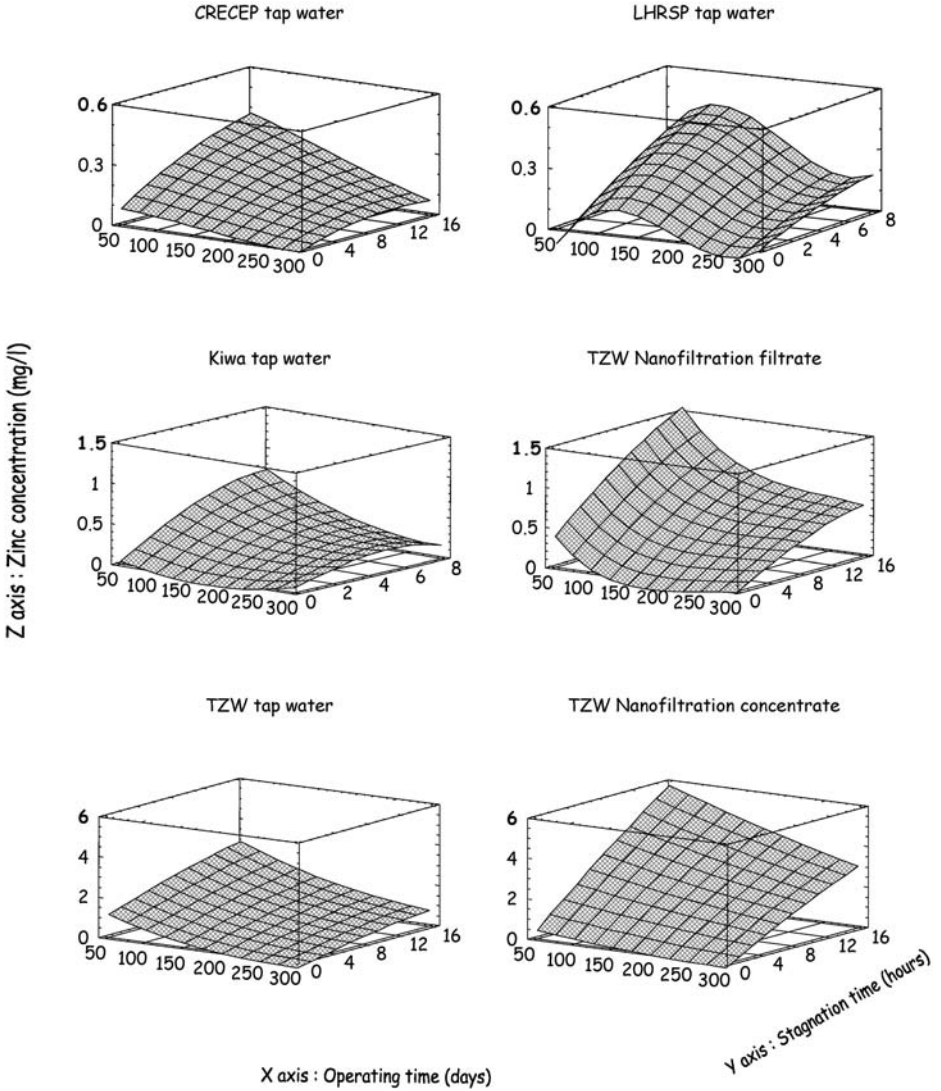 CRECEP tap water
LHRSP tap water
0.6
0.3
0
50 100 150 200 250 300
0 4 8 12 16
0.6
0.3
0
50 100 150 200 250 300
0 2 4 6 8
Z axis : Zinc concentration (mg/l)
Kiwa tap water
TZW Nanofiltration filtrate
1.5
1
0.5
0
50 100 150 200 250 300
0 2 4 6 8
1.5
1
0.5
0
50 100 150 200 250 300
0 4 8 12 16
TZW tap water
TZW Nanofiltration concentrate
6
4
2
0
50 100 150 200 250 300
0 4 8 12 16
6
4
2
0
50 100 150 200 250 300
0 4 8 12 16
X axis : Operating time (days)
Y axis : Stagnation time (hours)